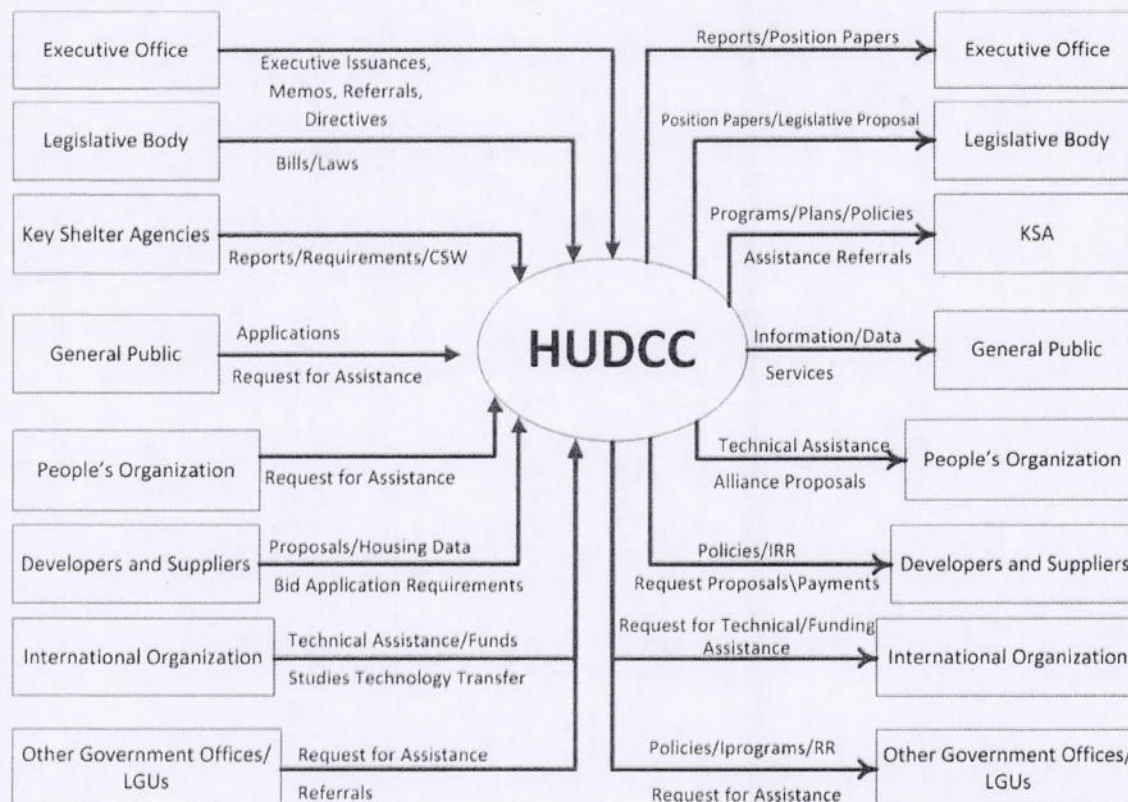 Executive Office
Executive Issuances,
Memos, Referrals,
Directives
Legislative Body
Bills/Laws
Key Shelter Agencies
Reports/Requirements/CSW
General Public
Applications
Request for Assistance
People's Organization
Request for Assistance
Developers and Suppliers
Proposals/Housing Data
Bid Application Requirements
International Organization
Technical Assistance/Funds
Studies Technology Transfer
Other Government Offices/
LGUs
Request for Assistance
Referrals
HUDCC
Reports/Position Papers
Executive Office
Position Papers/Legislative Proposal
Legislative Body
Programs/Plans/Policies
Assistance Referrals
KSA
Information/Data
Services
General Public
Technical Assistance
Alliance Proposals
People's Organization
Policies/IRR
Request Proposals\Payments
Developers and Suppliers
Request for Technical/Funding
Assistance
International Organization
Policies/Iprograms/RR
Request for Assistance
Other Government Offices/
LGUs